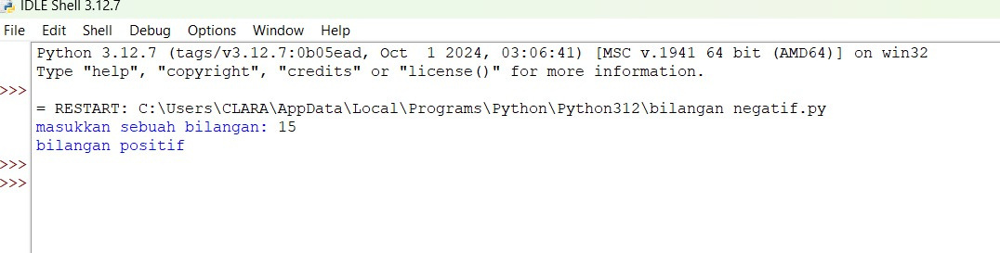 IDLE Shell 3.12.7
File Edit Shell Debug Options Window Help
Python 3.12.7 (tags/v3.12.7:0b05ead, Oct  1 2024, 03:06:41) [MSC v.1941 64 bit (AMD64)] on win32
Type "help", "copyright", "credits" or "license()" for more information.
>>>
= RESTART: C:\Users\CLARA\AppData\Local\Programs\Python\Python312\bilangan negatif.py
masukkan sebuah bilangan: 15
bilangan positif
>>>
>>>